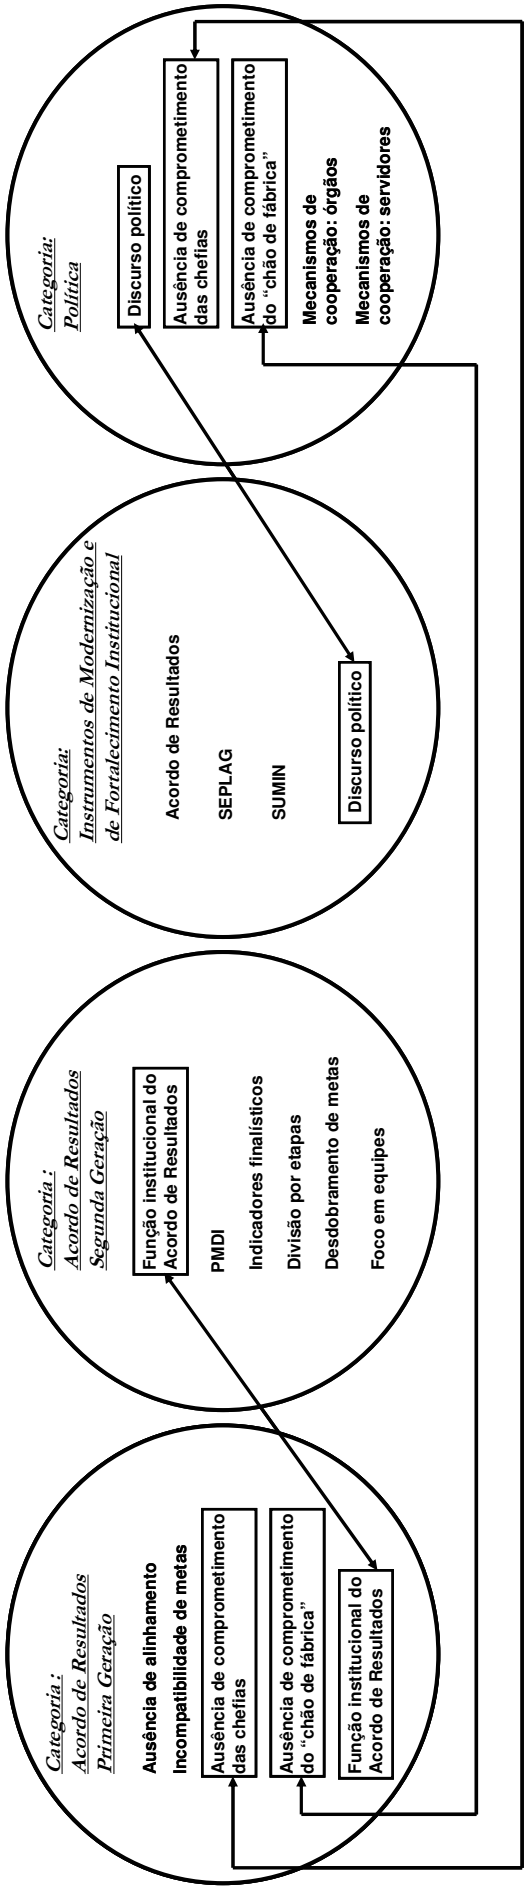 Categoria :
Acordo de Resultados
Primeira Geração
Ausência de alinhamento
Incompatibilidade de metas
Ausência de comprometimento
das chefias
Ausência de comprometimento
do “chão de fábrica”
Função institucional do
Acordo de Resultados
Categoria :
Acordo de Resultados
Segunda Geração
Função institucional do
Acordo de Resultados
PMDI
Indicadores finalísticos
Divisão por etapas
Desdobramento de metas
Foco em equipes
Categoria:
Instrumentos de Modernização e
de Fortalecimento Institucional
Acordo de Resultados
SEPLAG
SUMIN
Discurso político
Categoria:
Política
Discurso político
Ausência de comprometimento
das chefias
Ausência de comprometimento
do “chão de fábrica”
Mecanismos de
cooperação: órgãos
Mecanismos de
cooperação: servidores